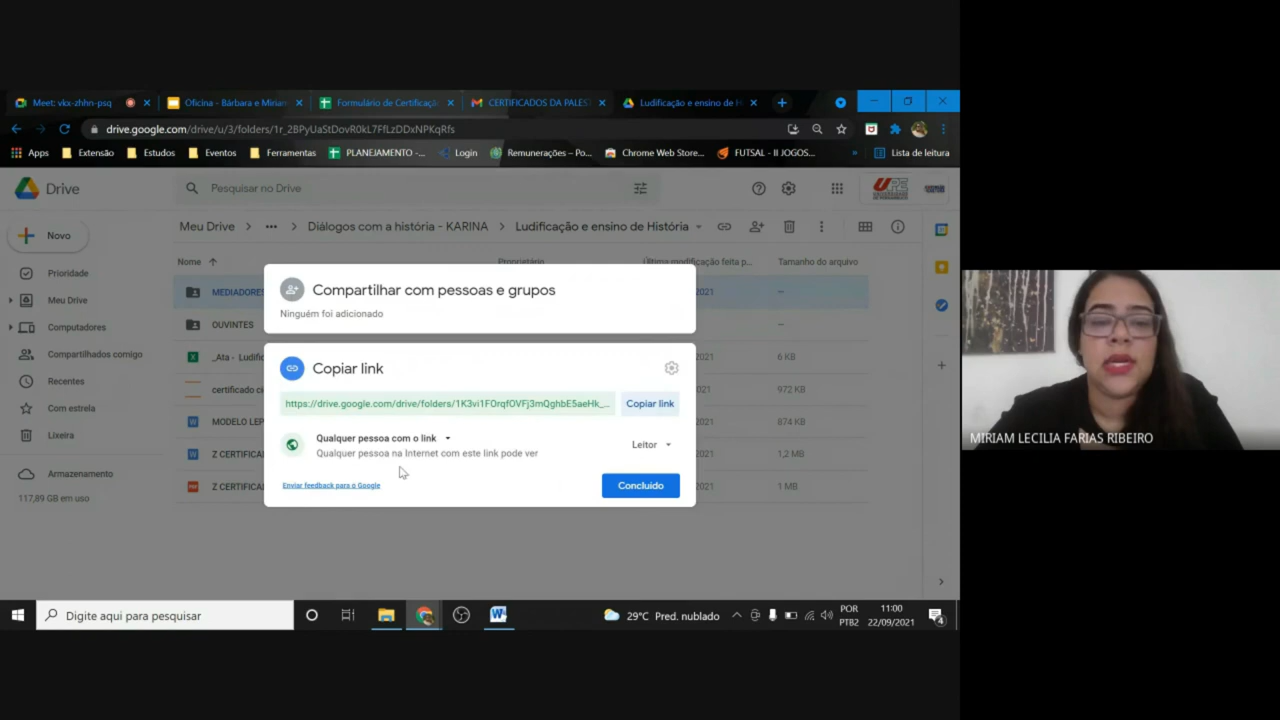 Meet: vkx-zhhn-psq
Oficina - Bárbara e Miriam
Formulário de Certificação
CERTIFICADOS DA PALES
Ludificação e ensino de H
drive.google.com/drive/u/3/folders/1r_2BPyUaStDovR0kL7FfLzDDxNPKqRfs
Apps
Extensão
Estudos
Eventos
Ferramentas
PLANEJAMENTO -...
Login
Remunerações – Po...
Chrome Web Store...
FUTSAL - II JOGOS...
»
Lista de leitura
Drive
Pesquisar no Drive
UPE
Novo
Meu Drive > ••• > Diálogos com a história - KARINA > Ludificação e ensino de História
Nome
Proprietário
Última modificação feita p...
Tamanho do arquivo
Prioridade
Meu Drive
Computadores
Compartilhados comigo
Recentes
Com estrela
Lixeira
Armazenamento
117,89 GB em uso
MEDIADORES
2021
–
OUVINTES
–
_Ata - Ludifi
2021
6 KB
certificado ci
2021
972 KB
MODELO LEP
2021
874 KB
Z CERTIFICA
2021
1,2 MB
Z CERTIFICA
2021
1 MB
Compartilhar com pessoas e grupos
Ninguém foi adicionado
Copiar link
https://drive.google.com/drive/folders/1K3vi1FOrqfOVFj3mQghbE5aeHk_...
Copiar link
Qualquer pessoa com o link
Qualquer pessoa na Internet com este link pode ver
Leitor
Enviar feedback para o Google
Concluído
MIRIAM LECILIA FARIAS RIBEIRO
Digite aqui para pesquisar
29°C Pred. nublado
POR
PTB2
11:00
22/09/2021
4